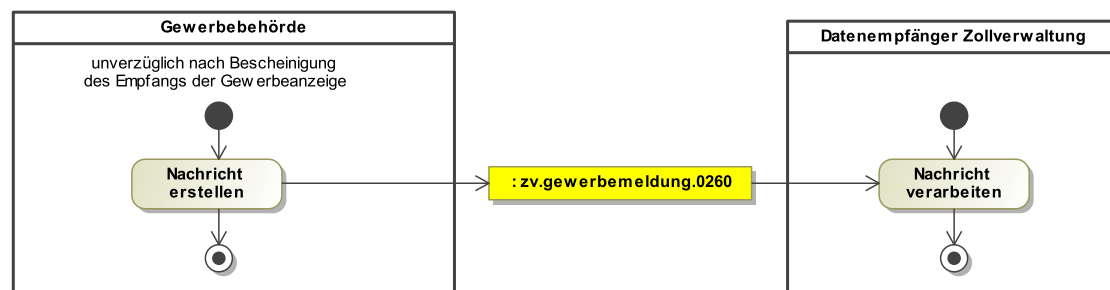 Gewerbebehörde
unverzüglich nach Bescheinigung
des Empfangs der Gewerbeanzeige
Nachricht
erstellen
: zv.gewerbemeldung.0260
Datenempfänger Zollverwaltung
Nachricht
verarbeiten